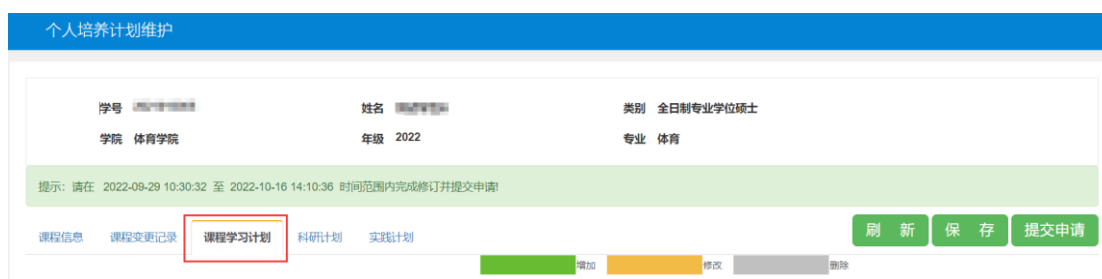 个人培养计划维护
学号 姓名 类别 全日制专业学位硕士
学院 体育学院 年级 2022 专业 体育
提示：请在 2022-09-29 10:30:32 至 2022-10-16 14:10:36 时间范围内完成修订并提交申请!
课程信息 课程变更记录 课程学习计划 科研计划 实践计划 刷 新 保 存 提交申请
增加 修改 删除